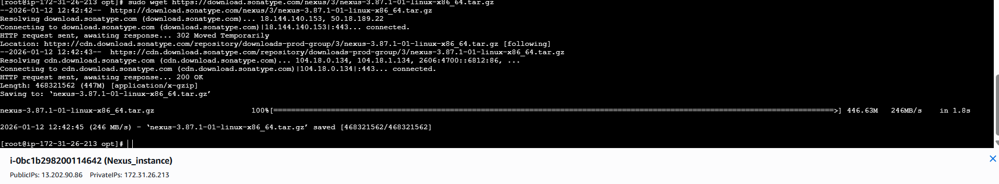 [root@ip-172-31-26-213 opt]# sudo wget https://download.sonatype.com/nexus/3/nexus-3.87.1-01-linux-x86_64.tar.gz
--2026-01-12 12:42:42--  https://download.sonatype.com/nexus/3/nexus-3.87.1-01-linux-x86_64.tar.gz
Resolving download.sonatype.com (download.sonatype.com)... 18.144.140.153, 50.18.189.22
Connecting to download.sonatype.com (download.sonatype.com)|18.144.140.153|:443... connected.
HTTP request sent, awaiting response... 302 Moved Temporarily
Location: https://cdn.download.sonatype.com/repository/downloads-prod-group/3/nexus-3.87.1-01-linux-x86_64.tar.gz [following]
--2026-01-12 12:42:43--  https://cdn.download.sonatype.com/repository/downloads-prod-group/3/nexus-3.87.1-01-linux-x86_64.tar.gz
Resolving cdn.download.sonatype.com (cdn.download.sonatype.com)... 104.18.0.134, 104.18.1.134, 2606:4700::6812:86, ...
Connecting to cdn.download.sonatype.com (cdn.download.sonatype.com)|104.18.0.134|:443... connected.
HTTP request sent, awaiting response... 200 OK
Length: 468321562 (447M) [application/x-gzip]
Saving to: ‘nexus-3.87.1-01-linux-x86_64.tar.gz’
nexus-3.87.1-01-linux-x86_64.tar.gz 100%[===================================================>] 446.63M 246MB/s in 1.8s
2026-01-12 12:42:45 (246 MB/s) - ‘nexus-3.87.1-01-linux-x86_64.tar.gz’ saved [468321562/468321562]
[root@ip-172-31-26-213 opt]#
i-0bc1b298200114642 (Nexus_instance)
PublicIPs: 13.202.90.86 PrivateIPs: 172.31.26.213